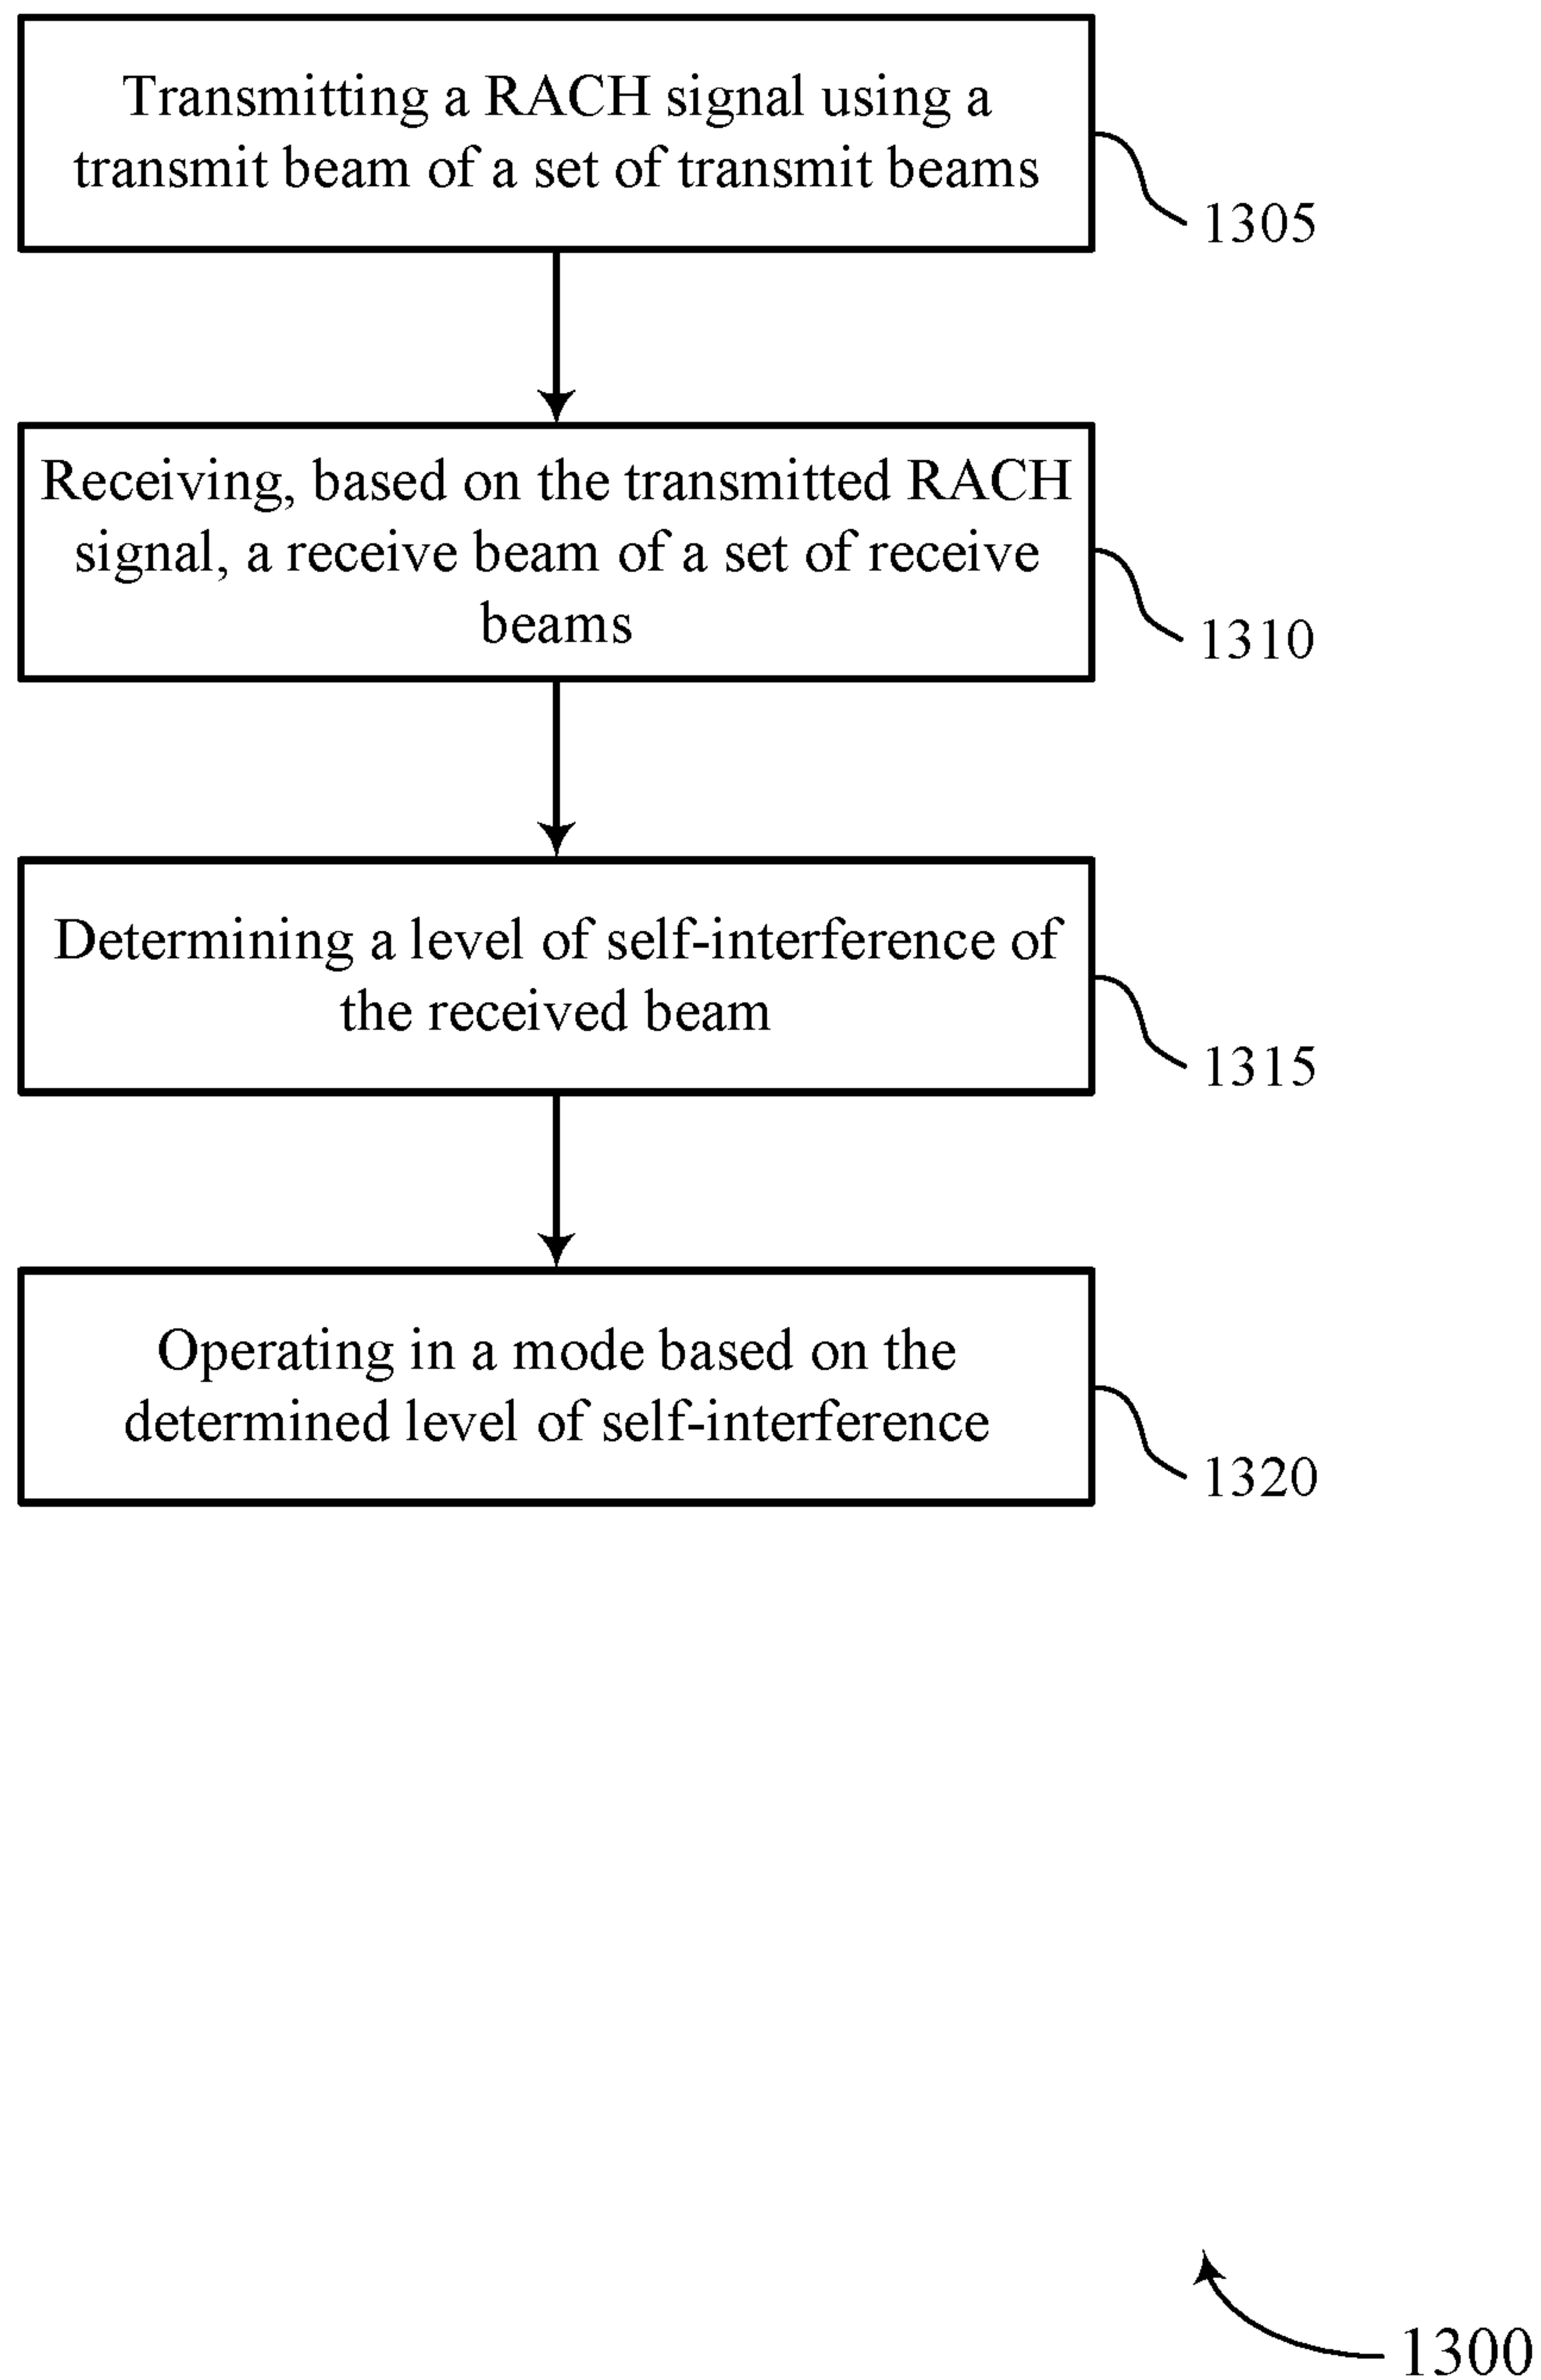 Transmitting a RACH signal using a
transmit beam of a set of transmit beams
1305
Receiving, based on the transmitted RACH
signal, a receive beam of a set of receive
beams
1310
Determining a level of self-interference of
the received beam
1315
Operating in a mode based on the
determined level of self-interference
1320
1300